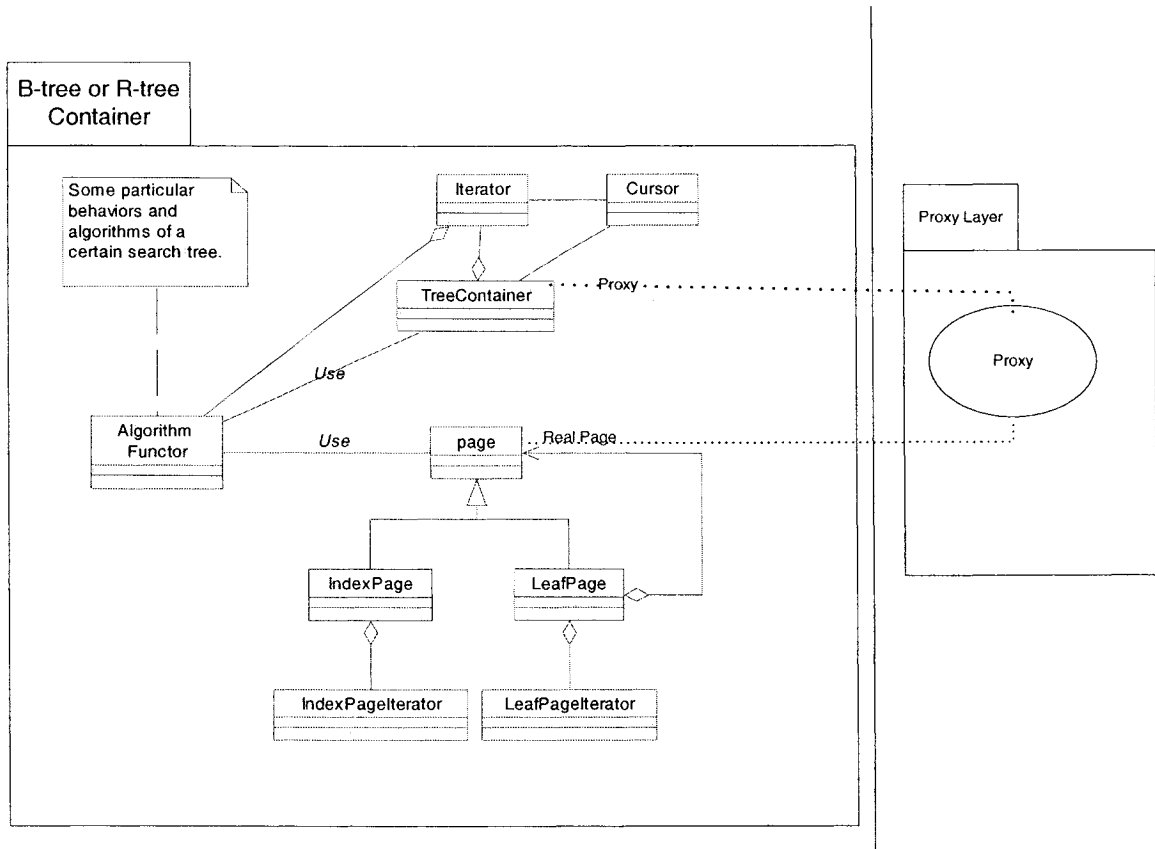 B-tree or R-tree
Container
Some particular
behaviors and
algorithms of a
certain search tree.
Iterator
Cursor
Proxy Layer
TreeContainer
Proxy
Proxy
Use
Algorithm
Functor
Use
page
Real Page
IndexPage
LeafPage
IndexPageIterator
LeafPageIterator